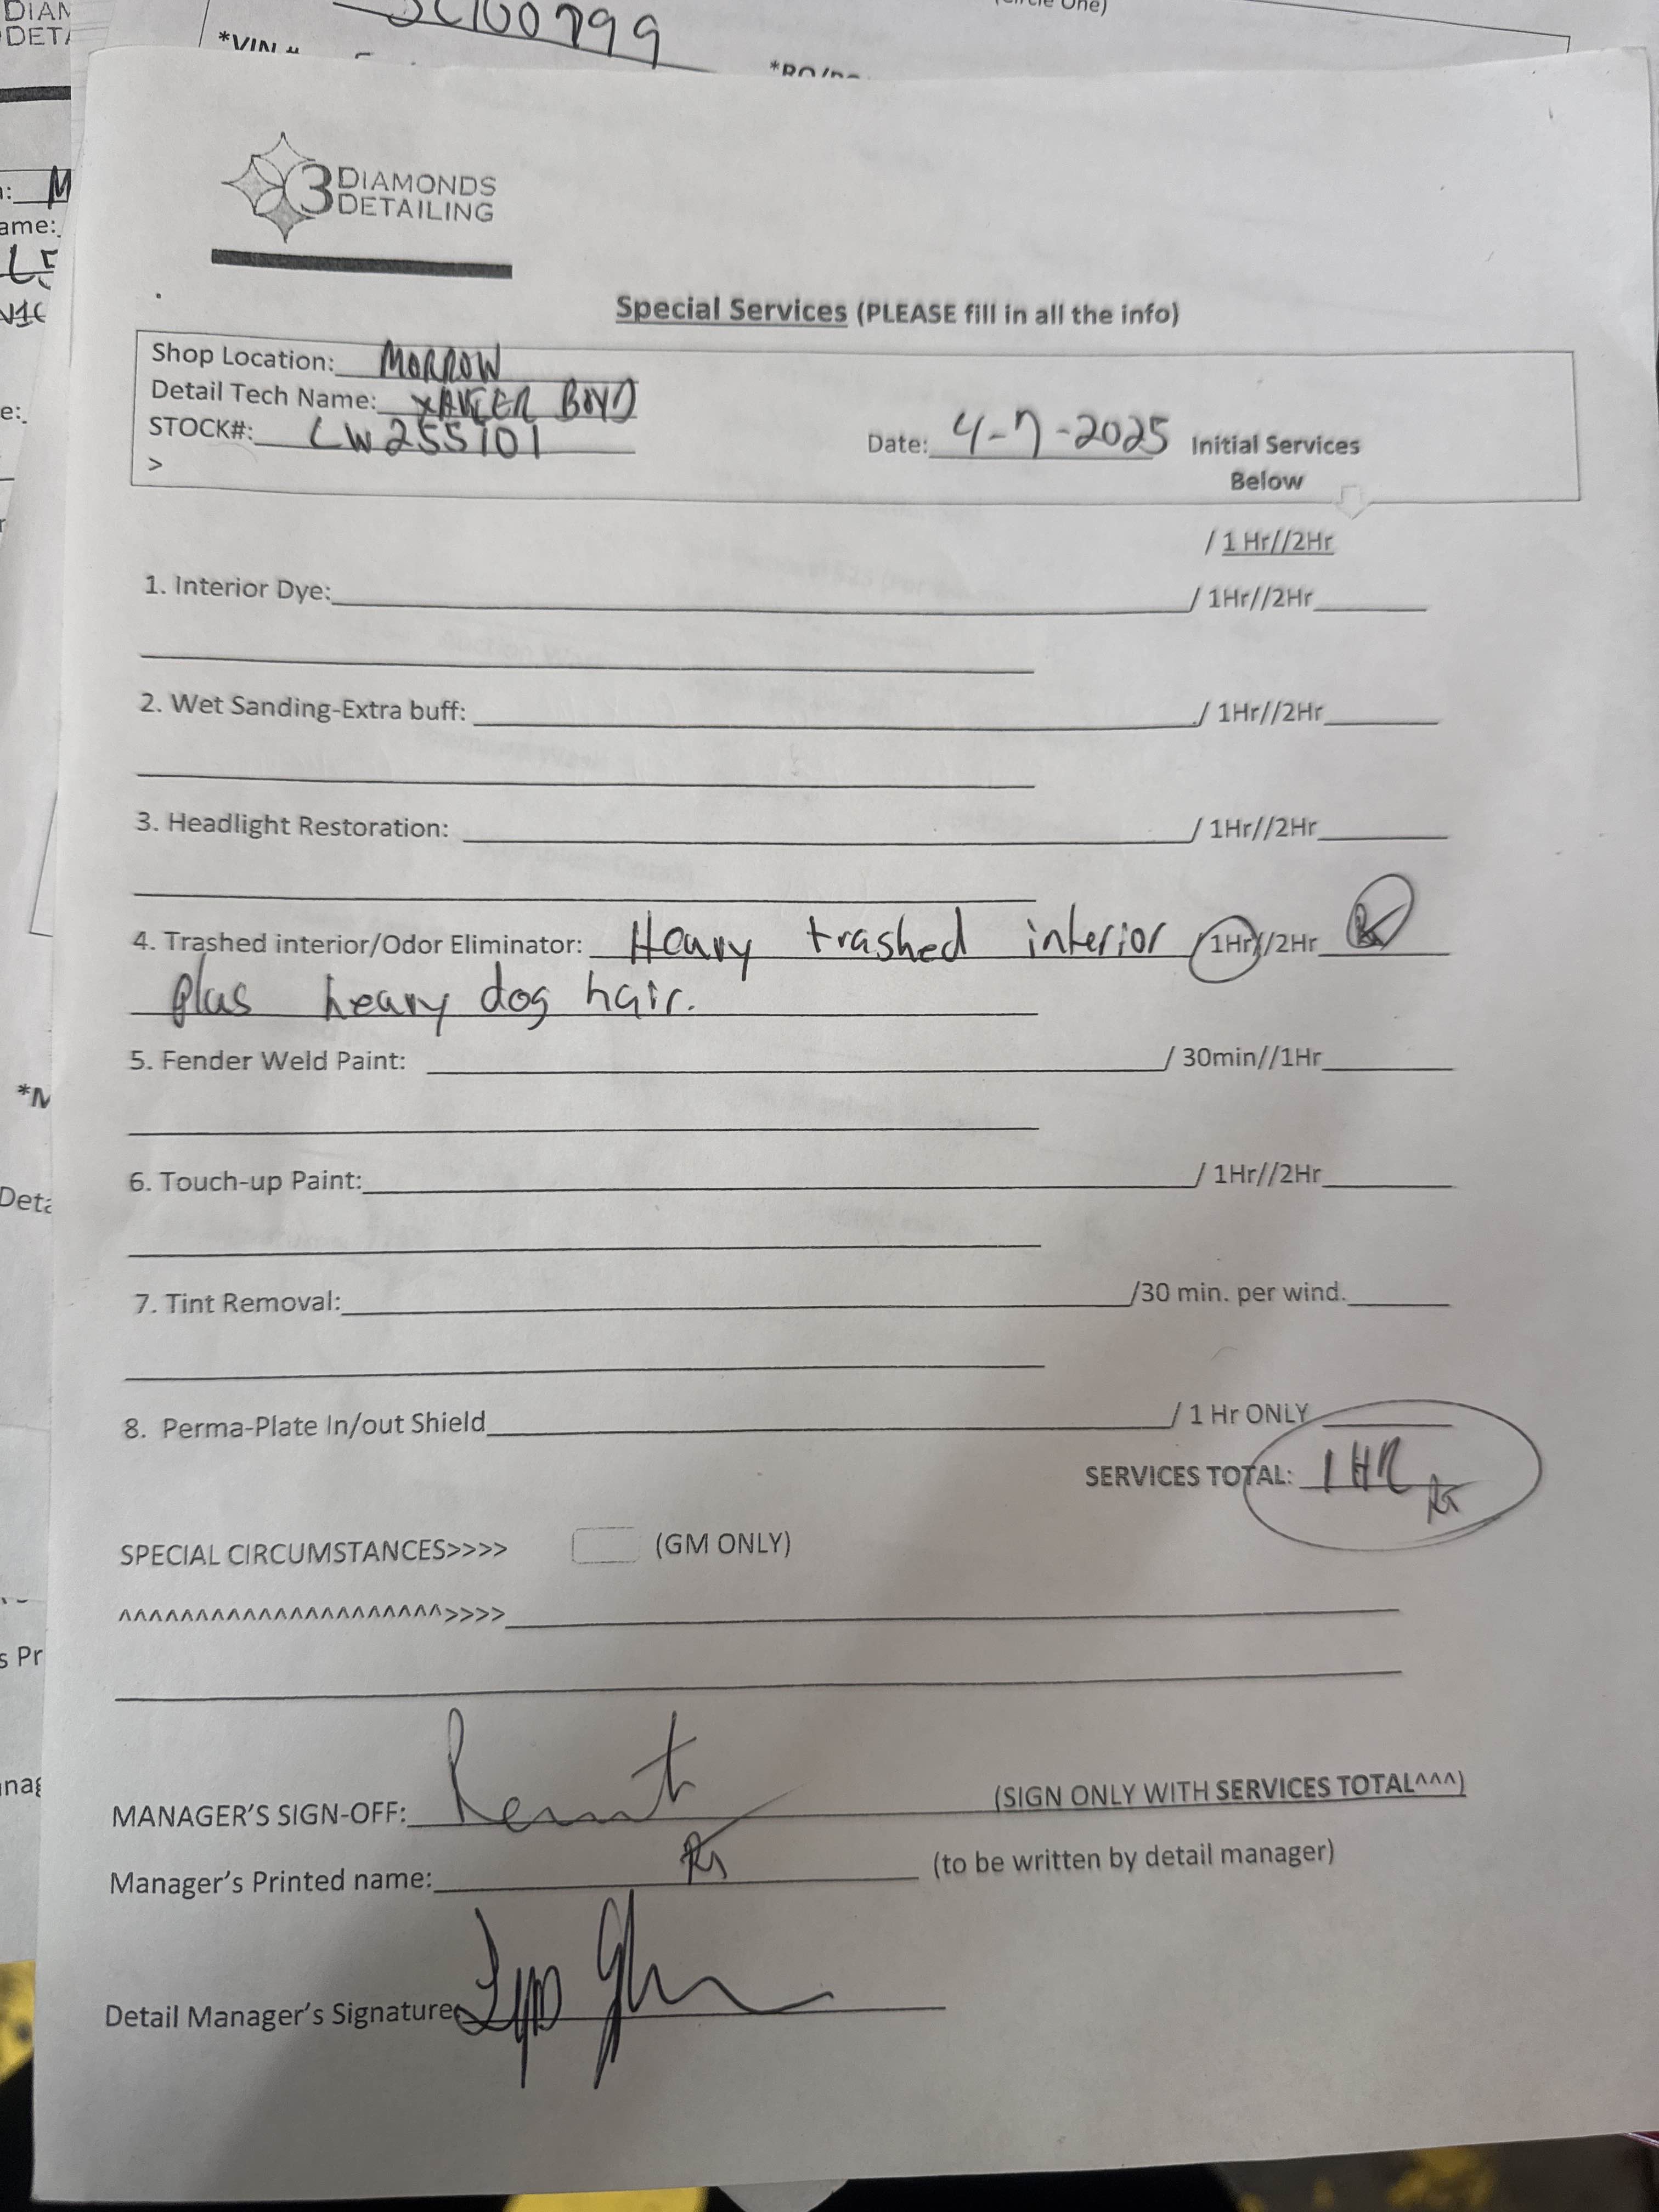 DIAMONDS
DETAILING
3
Special Services (PLEASE fill in all the info)
Shop Location: MORROW
Detail Tech Name: XAVIER BOYD
STOCK#: LW255101
>
Date: 4-7-2025 Initial Services
Below
/ 1 Hr//2Hr
1. Interior Dye: / 1Hr//2Hr
2. Wet Sanding-Extra buff: / 1Hr//2Hr
3. Headlight Restoration: / 1Hr//2Hr
4. Trashed interior/Odor Eliminator: Heavy trashed interior / 1Hr//2Hr
plus heavy dog hair.
5. Fender Weld Paint: / 30min//1Hr
6. Touch-up Paint: / 1Hr//2Hr
7. Tint Removal: /30 min. per wind.
8. Perma-Plate In/out Shield / 1 Hr ONLY
SERVICES TOTAL: 1 HR
SPECIAL CIRCUMSTANCES>>>> (GM ONLY)
^^^^^^^^^^^^^^^^^^^^^>>>>
MANAGER'S SIGN-OFF: (SIGN ONLY WITH SERVICES TOTAL^^^)
Manager's Printed name: (to be written by detail manager)
Detail Manager's Signature: